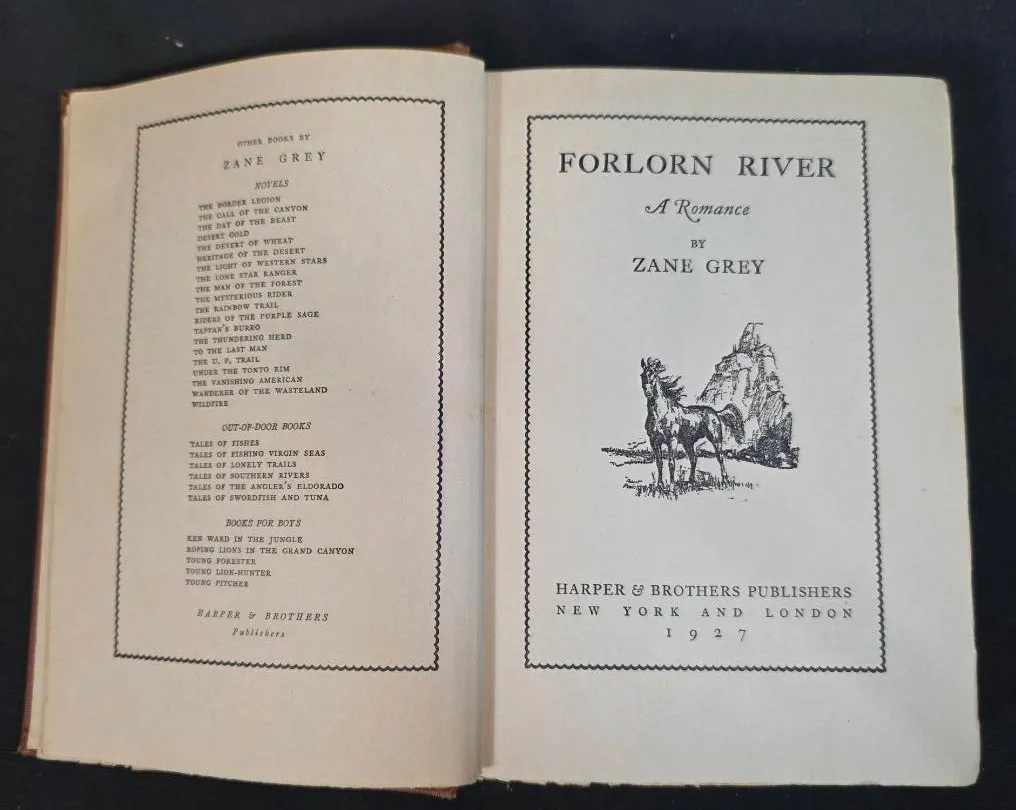 OTHER BOOKS BY
ZANE GREY
NOVELS
THE BORDER LEGION
THE CALL OF THE CANYON
THE DAY OF THE BEAST
DESERT GOLD
THE DESERT OF WHEAT
HERITAGE OF THE DESERT
THE LIGHT OF WESTERN STARS
THE LONE STAR RANGER
THE MAN OF THE FOREST
THE MYSTERIOUS RIDER
THE RAINBOW TRAIL
RIDERS OF THE PURPLE SAGE
TAPPAN'S BURRO
THE THUNDERING HERD
TO THE LAST MAN
THE U. P. TRAIL
UNDER THE TONTO RIM
THE VANISHING AMERICAN
WANDERER OF THE WASTELAND
WILDFIRE
OUT-OF-DOOR BOOKS
TALES OF FISHES
TALES OF FISHING VIRGIN SEAS
TALES OF LONELY TRAILS
TALES OF SOUTHERN RIVERS
TALES OF THE ANGLER'S ELDORADO
TALES OF SWORDFISH AND TUNA
BOOKS FOR BOYS
KEN WARD IN THE JUNGLE
ROPING LIONS IN THE GRAND CANYON
YOUNG FORESTER
YOUNG LION-HUNTER
YOUNG PITCHER
HARPER & BROTHERS
Publishers
FORLORN RIVER
A Romance
BY
ZANE GREY
HARPER & BROTHERS PUBLISHERS
NEW YORK AND LONDON
1927